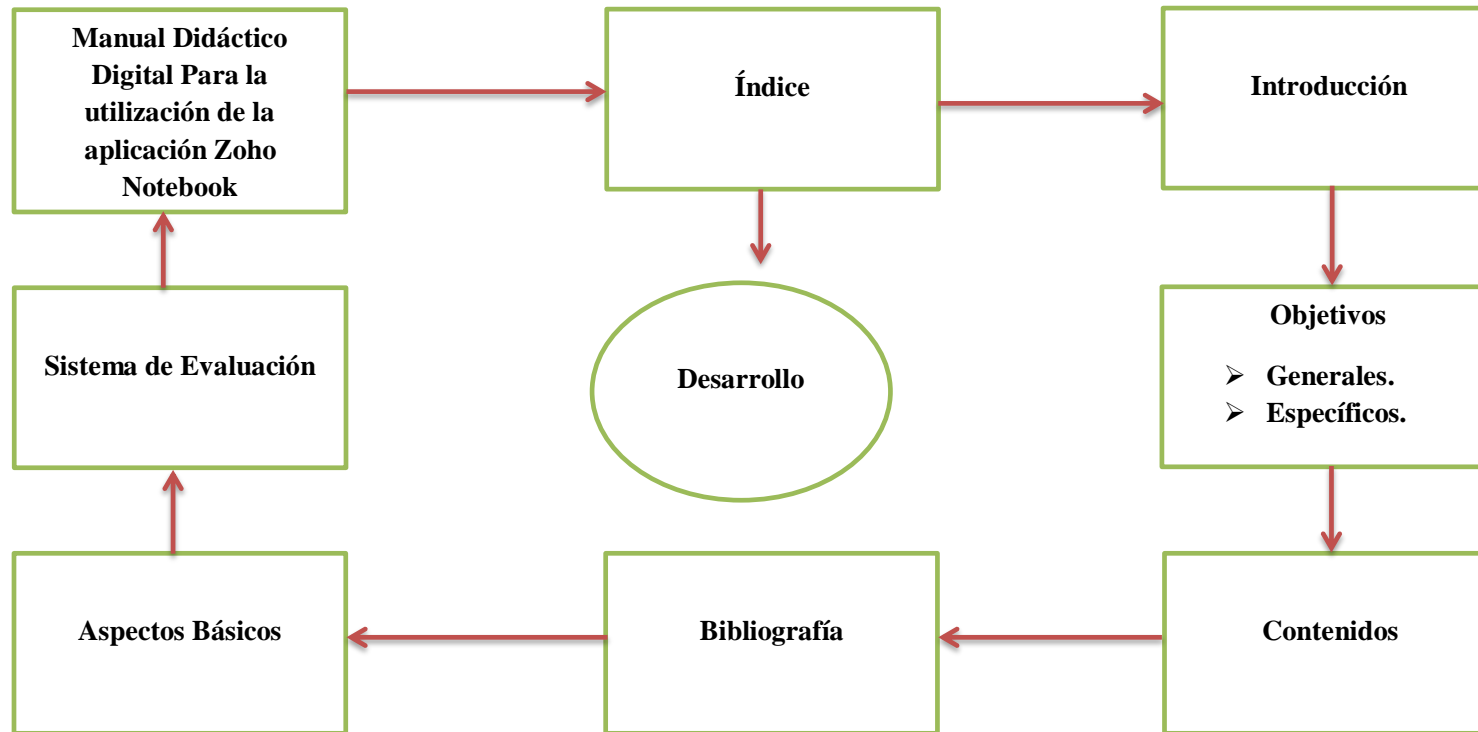 Manual Didáctico
Digital Para la
utilización de la
aplicación Zoho
Notebook
Índice
Introducción
Sistema de Evaluación
Desarrollo
Objetivos
➢ Generales.
➢ Específicos.
Aspectos Básicos
Bibliografía
Contenidos